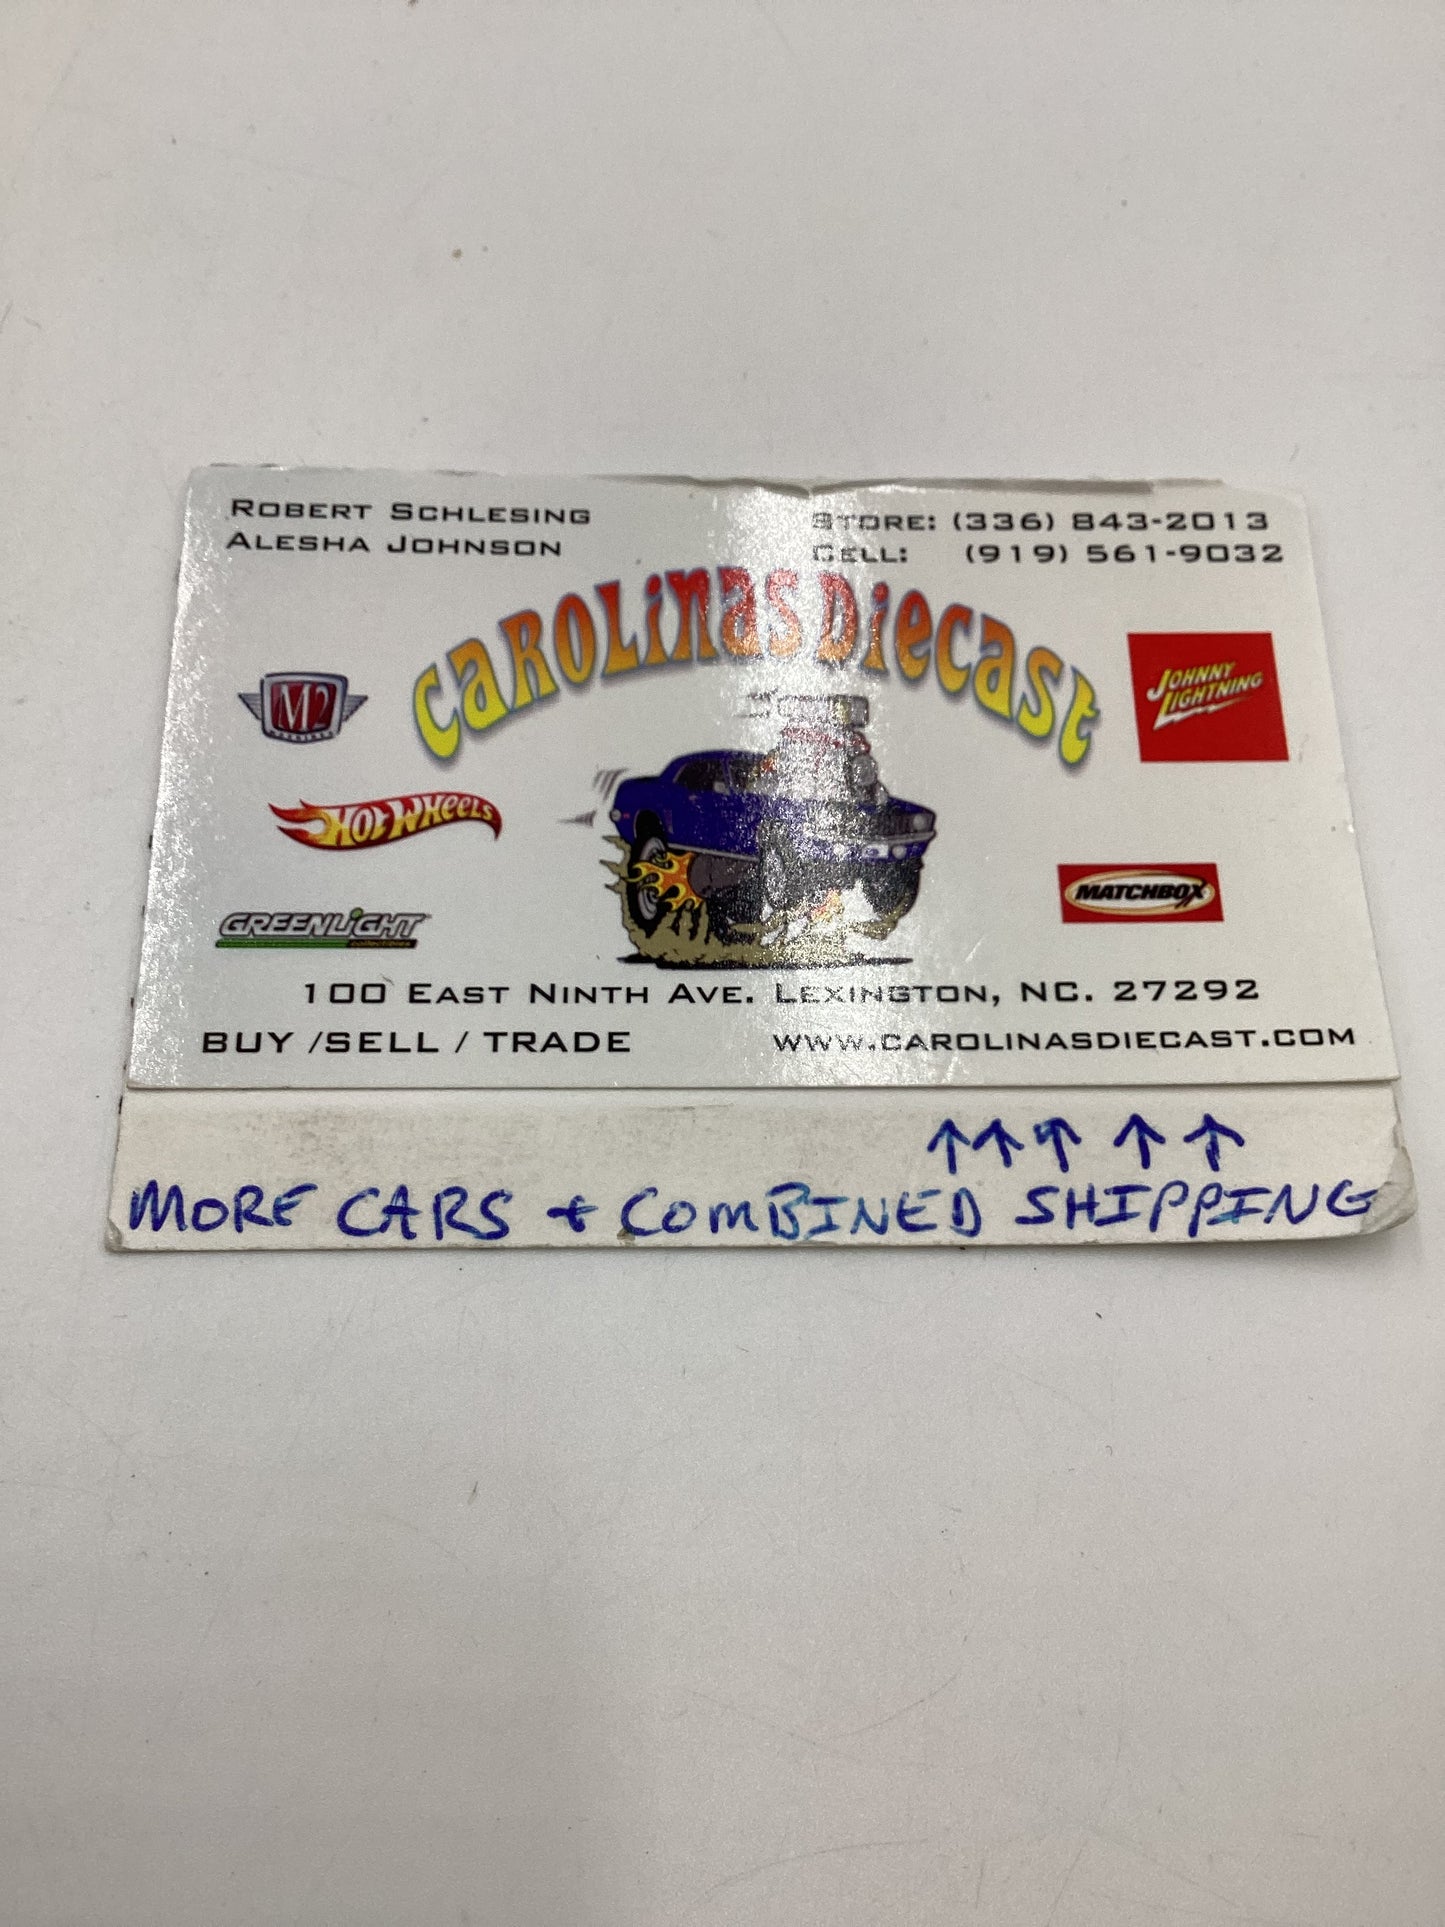 ROBERT SCHLESING
ALESHA JOHNSON
STORE: (336) 843-2013
CELL: (919) 561-9032
CAROLINAS DIECAST
M2
MACHINES
JOHNNY
LIGHTNING
HOT WHEELS
MATCHBOX
GREENLIGHT
collectibles
100 EAST NINTH AVE. LEXINGTON, NC. 27292
BUY /SELL / TRADE
WWW.CAROLINASDIECAST.COM
↑↑↑↑↑
MORE CARS + COMBINED SHIPPING